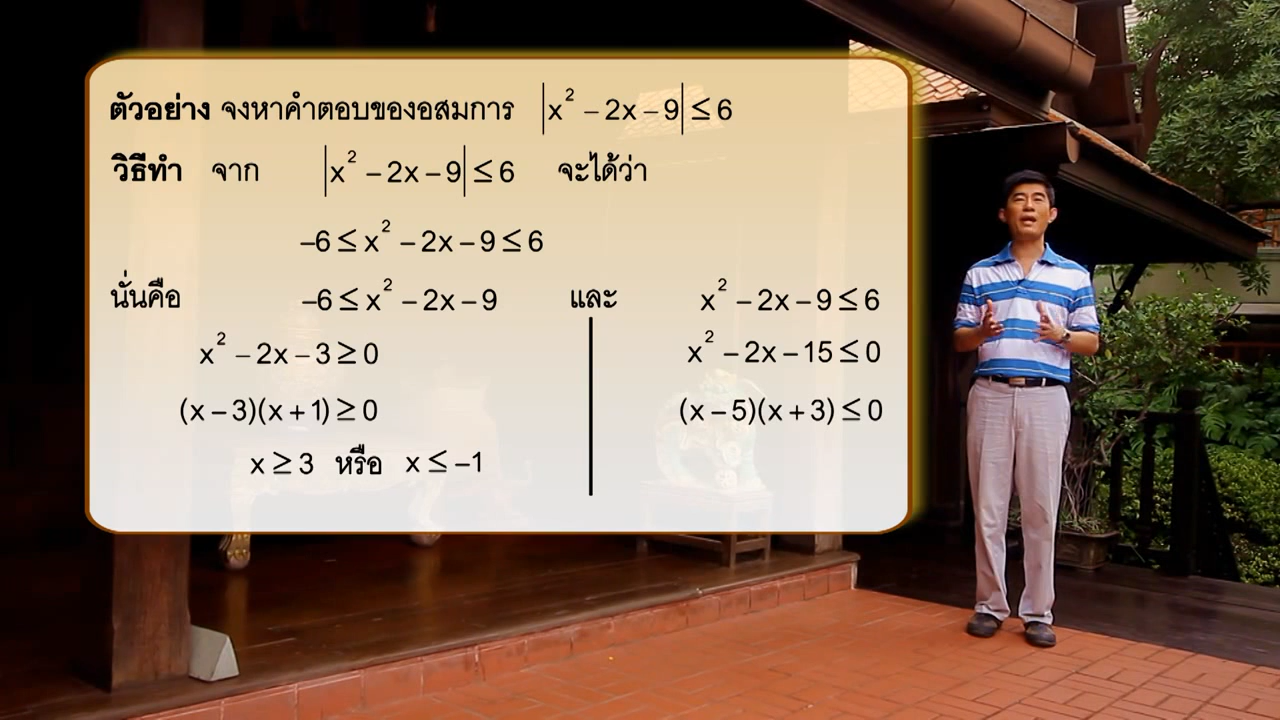 ตัวอย่าง จงหาคำตอบของอสมการ |x² − 2x − 9| ≤ 6
วิธีทำ จาก |x² − 2x − 9| ≤ 6 จะได้ว่า
−6 ≤ x² − 2x − 9 ≤ 6
นั่นคือ −6 ≤ x² − 2x − 9 และ x² − 2x − 9 ≤ 6
x² − 2x − 3 ≥ 0 x² − 2x − 15 ≤ 0
(x − 3)(x + 1) ≥ 0 (x − 5)(x + 3) ≤ 0
x ≥ 3 หรือ x ≤ −1